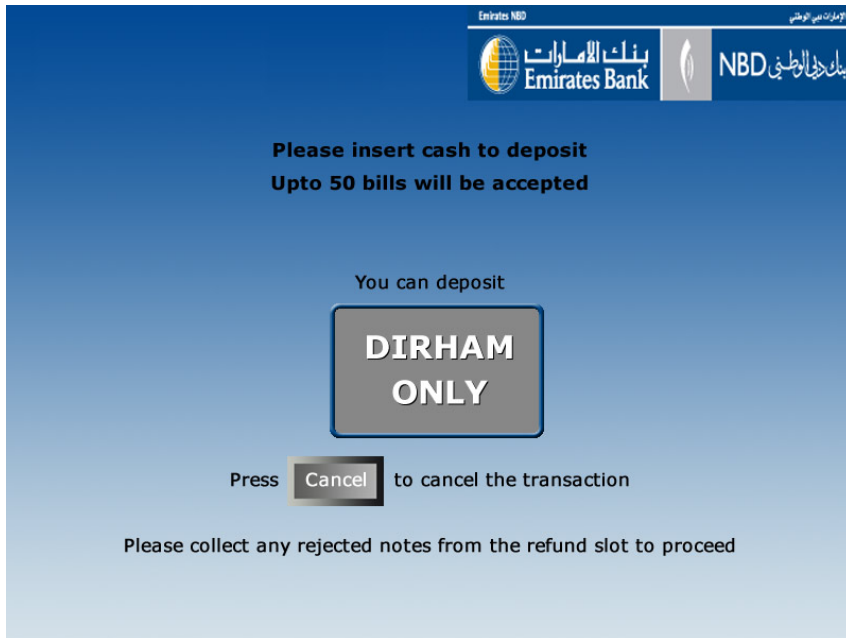 Emirates NBD
الإمارات دبي الوطني
بنك الامارات
Emirates Bank
NBD بنك دبي الوطني
Please insert cash to deposit
Upto 50 bills will be accepted
You can deposit
DIRHAM
ONLY
Press Cancel to cancel the transaction
Please collect any rejected notes from the refund slot to proceed